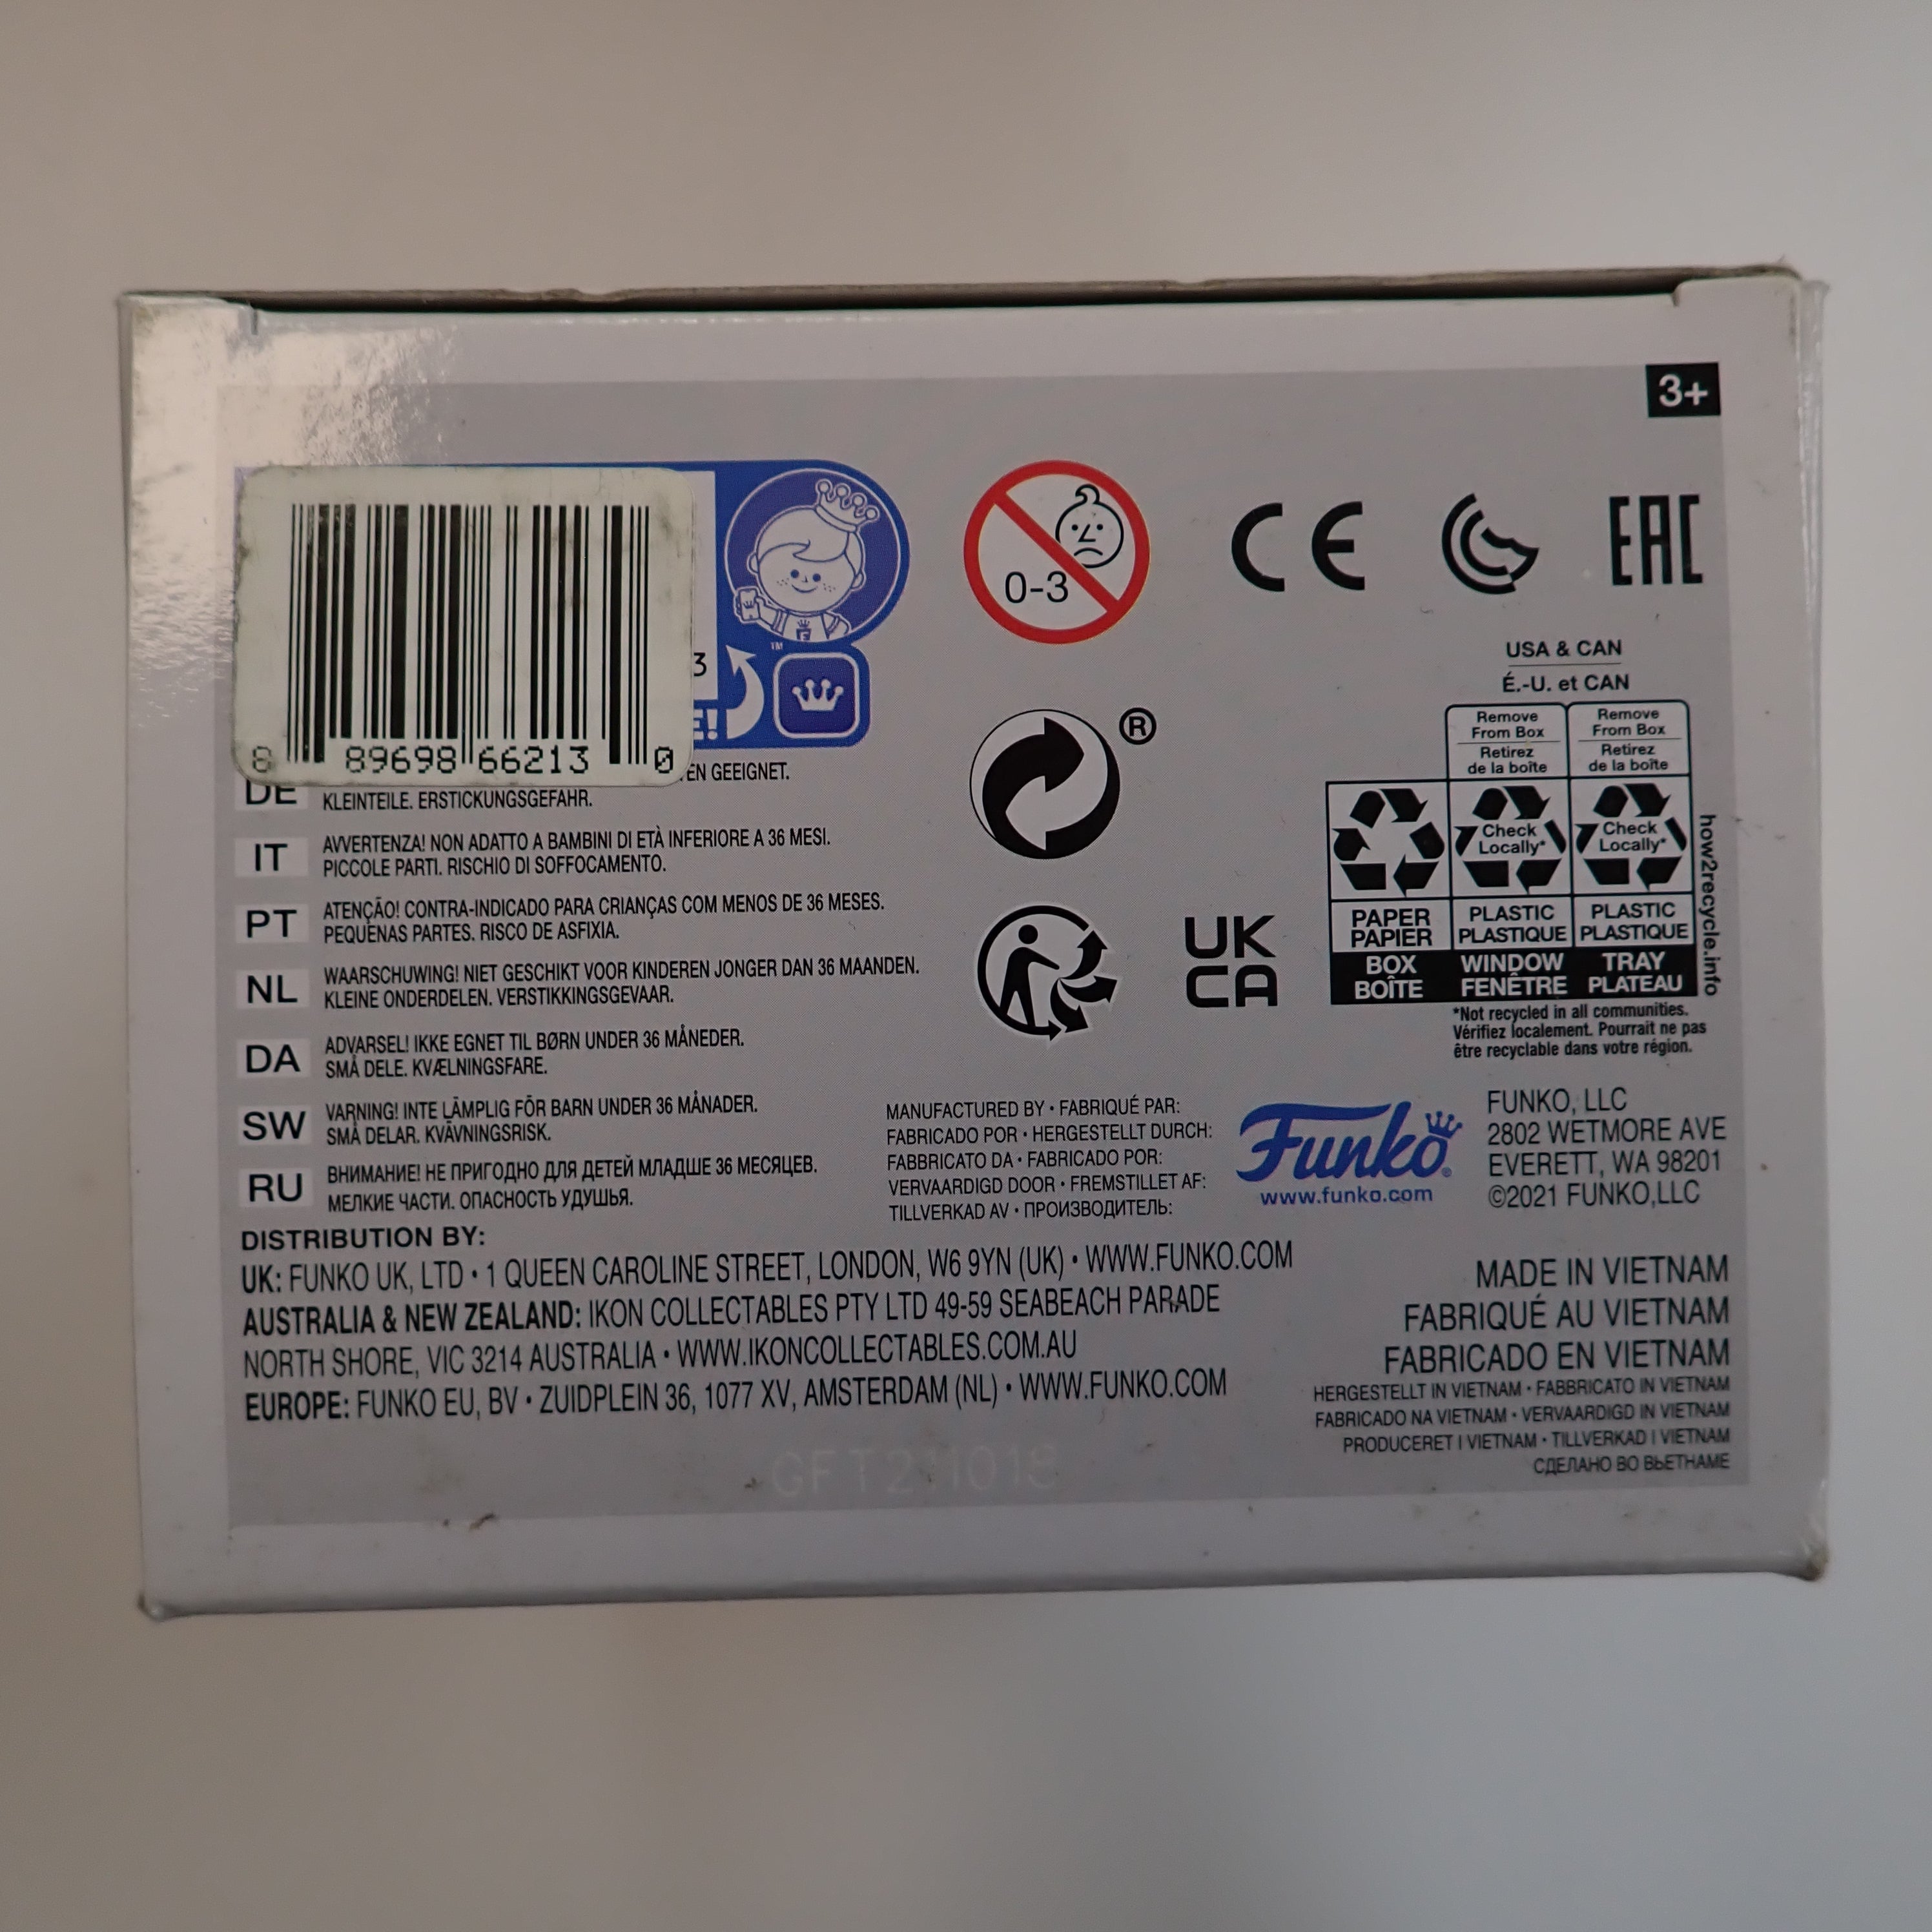 3+
8 89698 66213 0
3
E!
TM
0-3
CE
EAC
®
UK
CA
USA & CAN
É.-U. et CAN
Remove
From Box
Retirez
de la boîte
Remove
From Box
Retirez
de la boîte
Check
Locally*
Check
Locally*
PAPER
PAPIER
PLASTIC
PLASTIQUE
PLASTIC
PLASTIQUE
BOX
BOÎTE
WINDOW
FENÊTRE
TRAY
PLATEAU
how2recycle.info
*Not recycled in all communities.
Vérifiez localement. Pourrait ne pas
être recyclable dans votre région.
EN GEEIGNET.
DE KLEINTEILE. ERSTICKUNGSGEFAHR.
IT AVVERTENZA! NON ADATTO A BAMBINI DI ETÀ INFERIORE A 36 MESI.
PICCOLE PARTI. RISCHIO DI SOFFOCAMENTO.
PT ATENÇÃO! CONTRA-INDICADO PARA CRIANÇAS COM MENOS DE 36 MESES.
PEQUENAS PARTES. RISCO DE ASFIXIA.
NL WAARSCHUWING! NIET GESCHIKT VOOR KINDEREN JONGER DAN 36 MAANDEN.
KLEINE ONDERDELEN. VERSTIKKINGSGEVAAR.
DA ADVARSEL! IKKE EGNET TIL BØRN UNDER 36 MÅNEDER.
SMÅ DELE. KVÆLNINGSFARE.
SW VARNING! INTE LÄMPLIG FÖR BARN UNDER 36 MÅNADER.
SMÅ DELAR. KVÄVNINGSRISK.
RU ВНИМАНИЕ! НЕ ПРИГОДНО ДЛЯ ДЕТЕЙ МЛАДШЕ 36 МЕСЯЦЕВ.
МЕЛКИЕ ЧАСТИ. ОПАСНОСТЬ УДУШЬЯ.
MANUFACTURED BY • FABRIQUÉ PAR:
FABRICADO POR • HERGESTELLT DURCH:
FABBRICATO DA • FABRICADO POR:
VERVAARDIGD DOOR • FREMSTILLET AF:
TILLVERKAD AV • ПРОИЗВОДИТЕЛЬ:
Funko®
www.funko.com
FUNKO, LLC
2802 WETMORE AVE
EVERETT, WA 98201
©2021 FUNKO,LLC
DISTRIBUTION BY:
UK: FUNKO UK, LTD • 1 QUEEN CAROLINE STREET, LONDON, W6 9YN (UK) • WWW.FUNKO.COM
AUSTRALIA & NEW ZEALAND: IKON COLLECTABLES PTY LTD 49-59 SEABEACH PARADE
NORTH SHORE, VIC 3214 AUSTRALIA • WWW.IKONCOLLECTABLES.COM.AU
EUROPE: FUNKO EU, BV • ZUIDPLEIN 36, 1077 XV, AMSTERDAM (NL) • WWW.FUNKO.COM
MADE IN VIETNAM
FABRIQUÉ AU VIETNAM
FABRICADO EN VIETNAM
HERGESTELLT IN VIETNAM • FABBRICATO IN VIETNAM
FABRICADO NA VIETNAM • VERVAARDIGD IN VIETNAM
PRODUCERET I VIETNAM • TILLVERKAD I VIETNAM
СДЕЛАНО ВО ВЬЕТНАМЕ